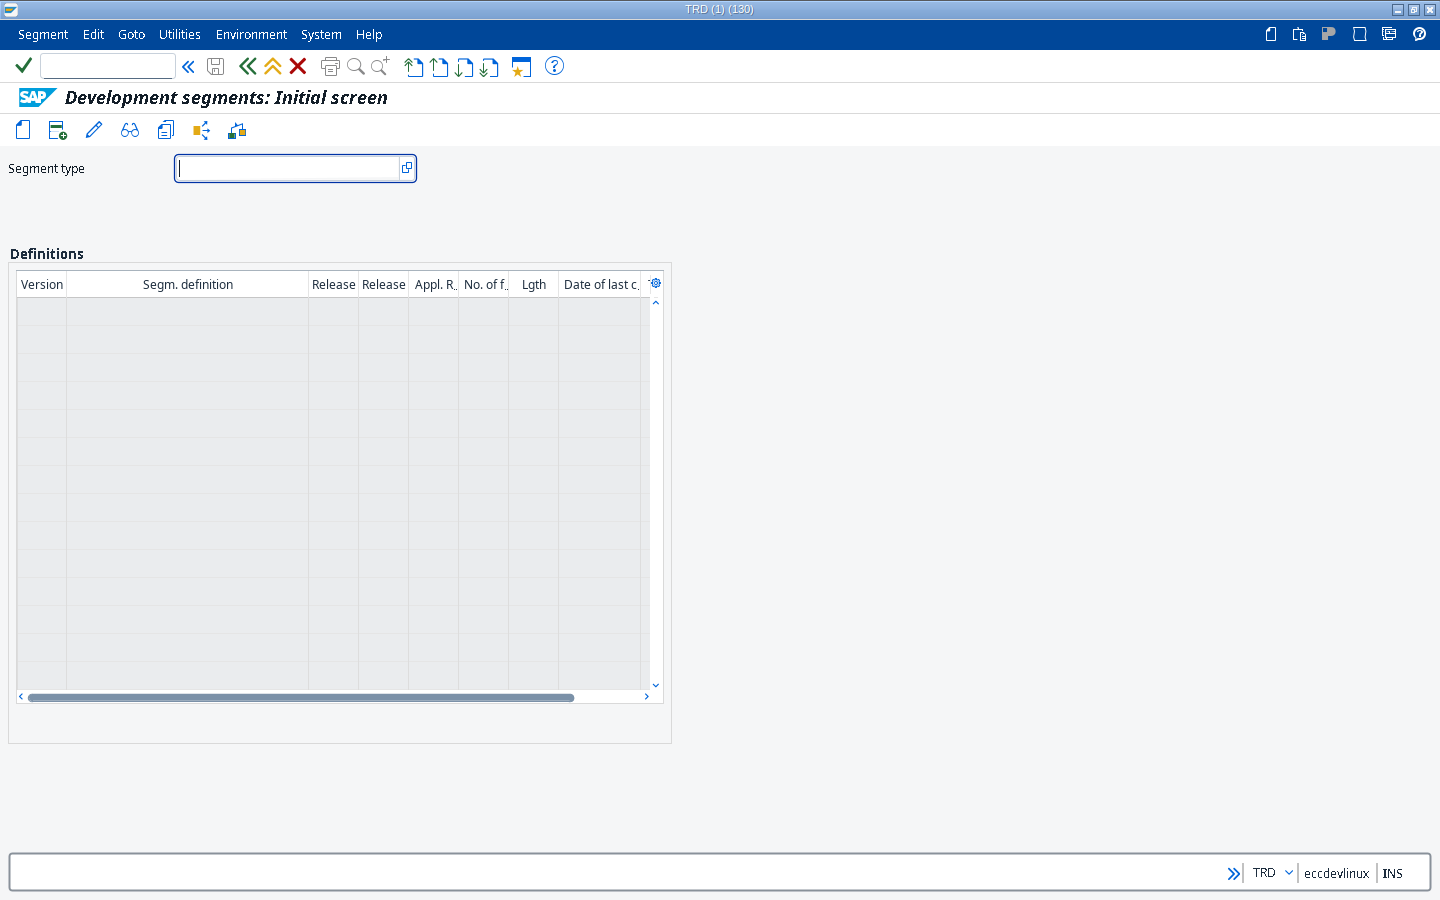 TRD (1) (130)
Segment Edit Goto Utilities Environment System Help
SAP Development segments: Initial screen
Segment type
Definitions
Version Segm. definition Release Release Appl. R.. No. of f.. Lgth Date of last c..
TRD eccdevlinux INS